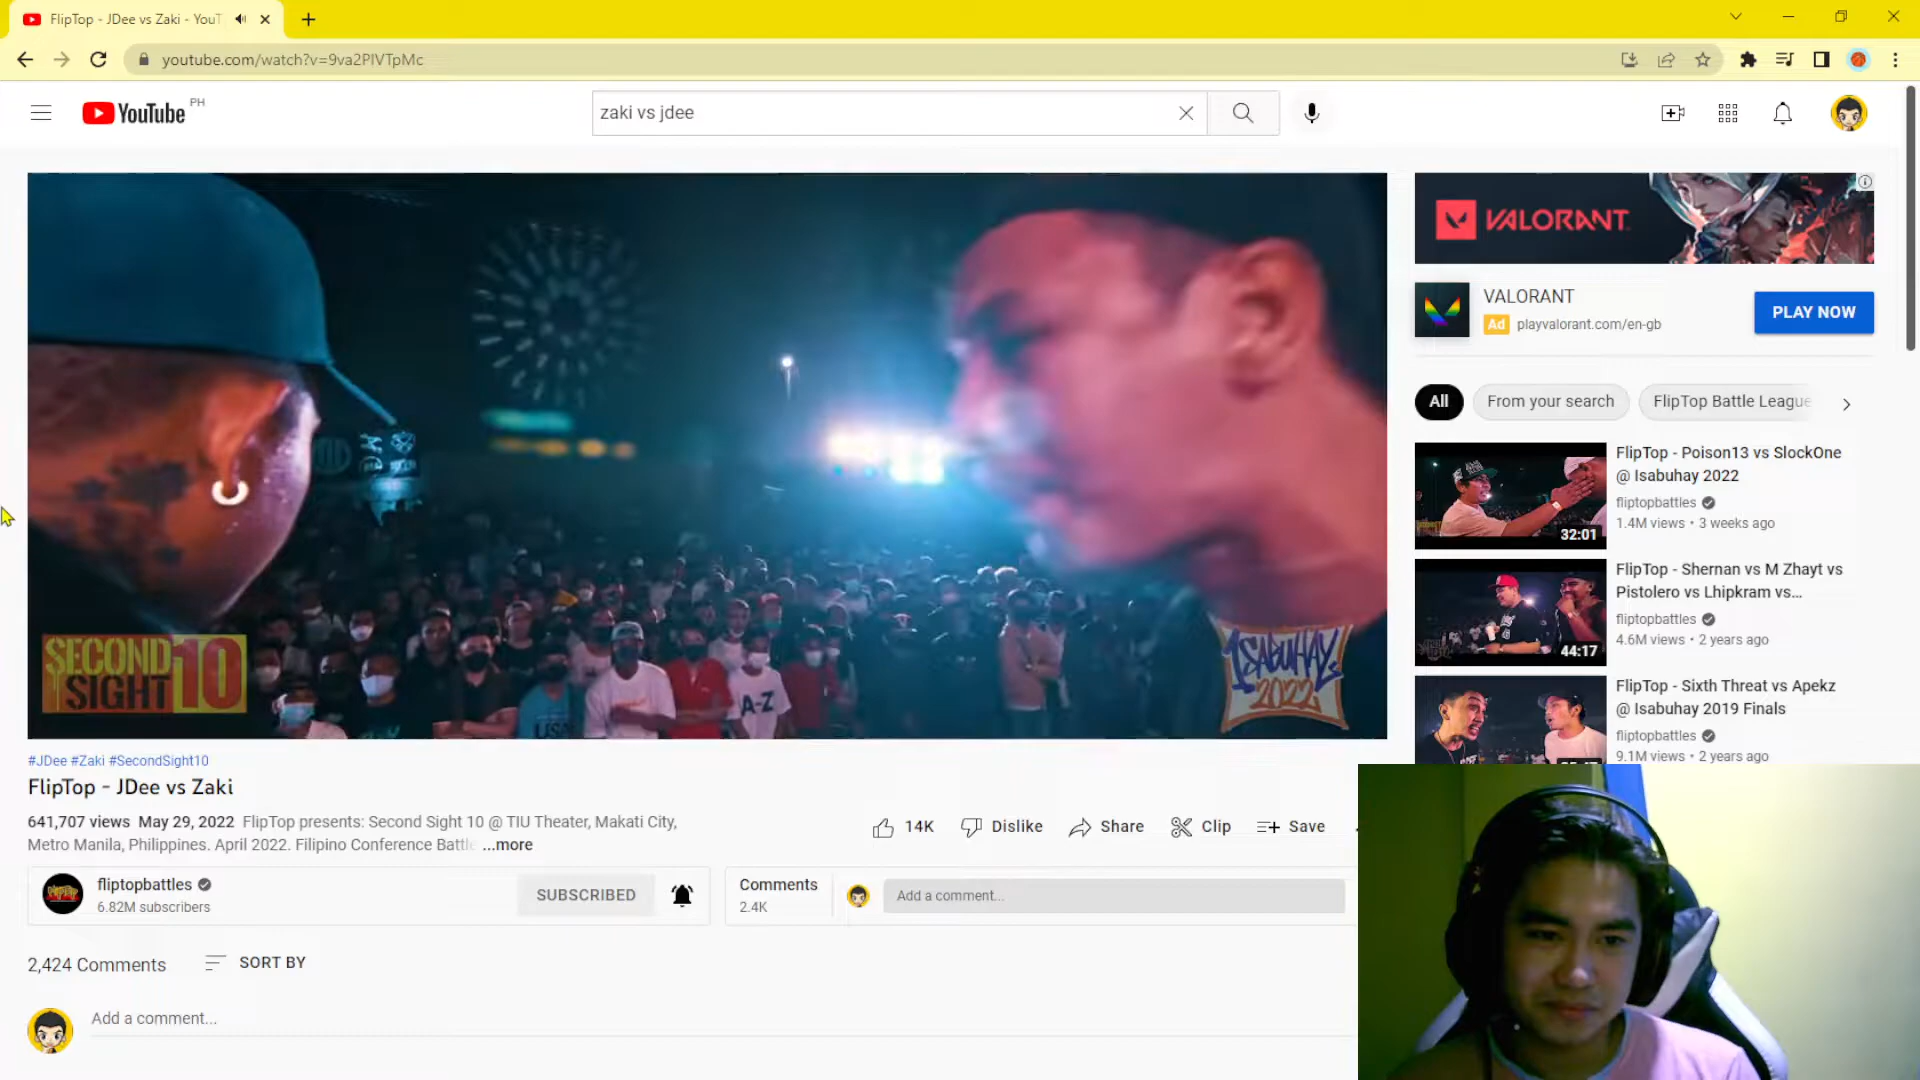 FlipTop - JDee vs Zaki - YouT
youtube.com/watch?v=9va2PIVTpMc
YouTube PH
zaki vs jdee
SECOND
SIGHT 10
A-Z
ISABUHAY
2022
#JDee #Zaki #SecondSight10
FlipTop - JDee vs Zaki
641,707 views May 29, 2022 FlipTop presents: Second Sight 10 @ TIU Theater, Makati City,
Metro Manila, Philippines. April 2022. Filipino Conference Battle ...more
14K Dislike Share Clip Save
fliptopbattles
6.82M subscribers
SUBSCRIBED
Comments
2.4K
Add a comment...
2,424 Comments SORT BY
Add a comment...
VALORANT
VALORANT
Ad playvalorant.com/en-gb
PLAY NOW
All From your search FlipTop Battle League
FlipTop - Poison13 vs SlockOne
@ Isabuhay 2022
fliptopbattles
1.4M views • 3 weeks ago
32:01
FlipTop - Shernan vs M Zhayt vs
Pistolero vs Lhipkram vs...
fliptopbattles
4.6M views • 2 years ago
44:17
FlipTop - Sixth Threat vs Apekz
@ Isabuhay 2019 Finals
fliptopbattles
9.1M views • 2 years ago